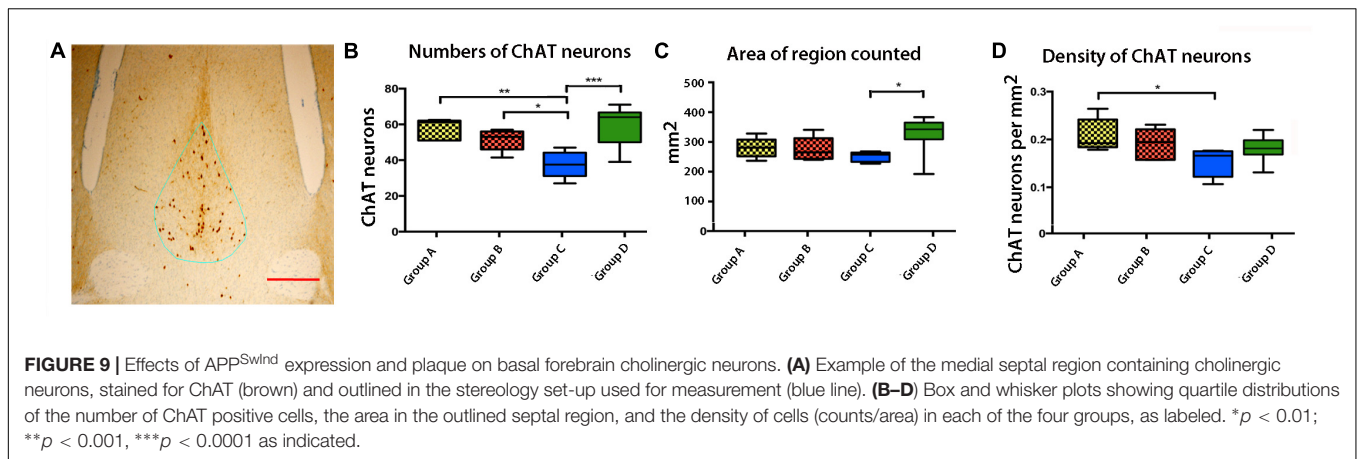 A
B
Numbers of ChAT neurons
ChAT neurons
80
60
40
20
0
**
*
***
Group A
Group B
Group C
Group D
C
Area of region counted
mm2
500
400
300
200
100
0
*
Group A
Group B
Group C
Group D
D
Density of ChAT neurons
ChAT neurons per mm²
0.3
0.2
0.1
0
*
Group A
Group B
Group C
Group D
FIGURE 9 | Effects of APPSwInd expression and plaque on basal forebrain cholinergic neurons. (A) Example of the medial septal region containing cholinergic
neurons, stained for ChAT (brown) and outlined in the stereology set-up used for measurement (blue line). (B–D) Box and whisker plots showing quartile distributions
of the number of ChAT positive cells, the area in the outlined septal region, and the density of cells (counts/area) in each of the four groups, as labeled. *p < 0.01;
**p < 0.001, ***p < 0.0001 as indicated.